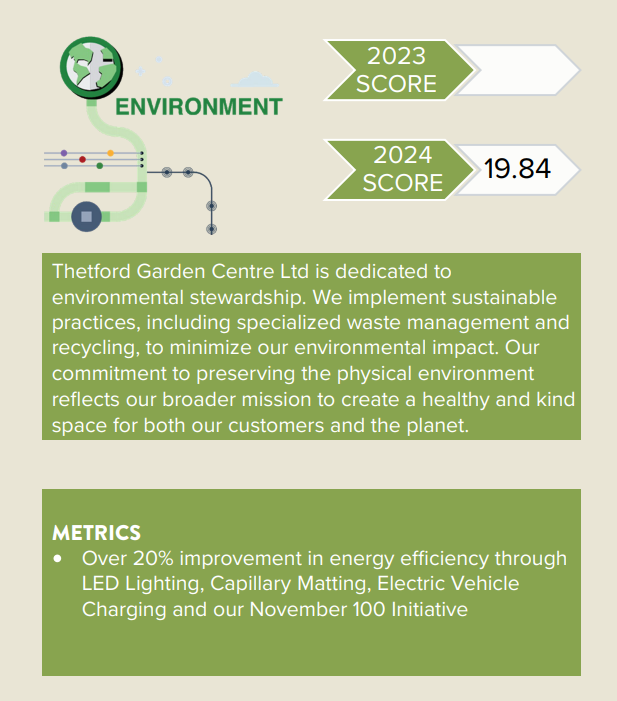 ENVIRONMENT
2023
SCORE
2024
SCORE
19.84
Thetford Garden Centre Ltd is dedicated to
environmental stewardship. We implement sustainable
practices, including specialized waste management and
recycling, to minimize our environmental impact. Our
commitment to preserving the physical environment
reflects our broader mission to create a healthy and kind
space for both our customers and the planet.
METRICS
• Over 20% improvement in energy efficiency through
LED Lighting, Capillary Matting, Electric Vehicle
Charging and our November 100 Initiative